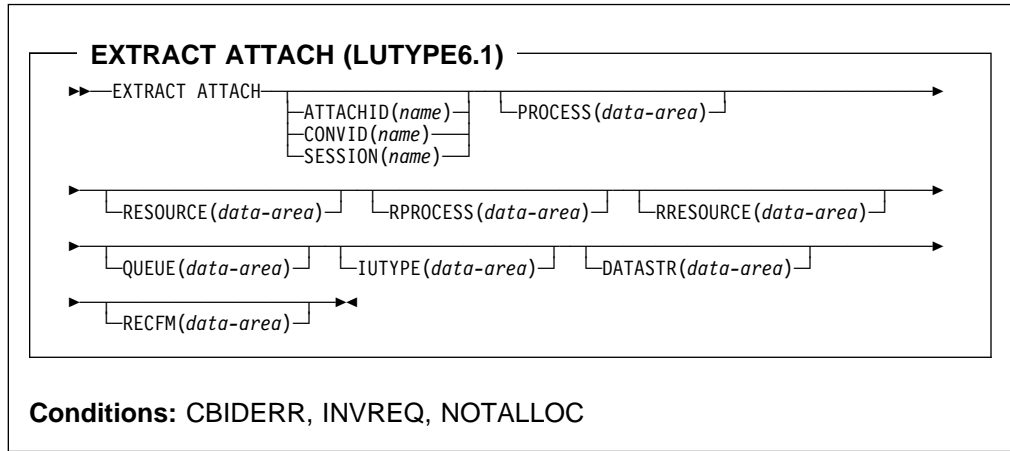 EXTRACT ATTACH (LUTYPE6.1)
►►──EXTRACT ATTACH──┬────────────────┬──┬────────────────────┬──►
ATTACHID(name) PROCESS(data-area)
CONVID(name)
SESSION(name)
RESOURCE(data-area) RPROCESS(data-area) RRESOURCE(data-area)
QUEUE(data-area) IUTYPE(data-area) DATASTR(data-area)
RECFM(data-area)
Conditions: CBIDERR, INVREQ, NOTALLOC